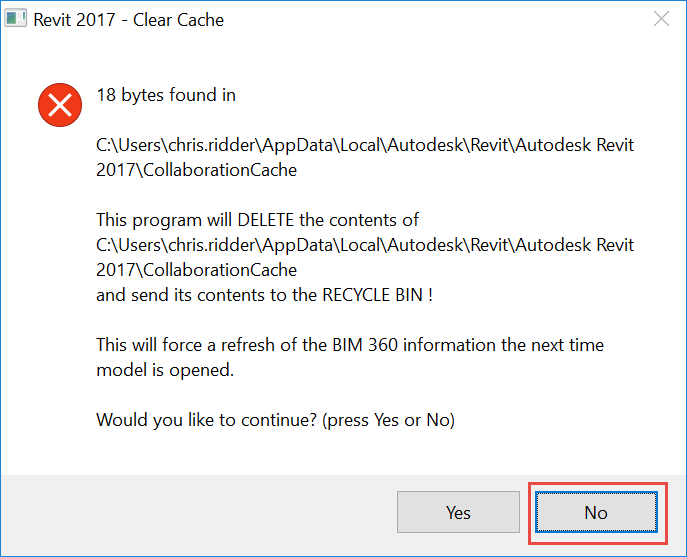 Revit 2017 - Clear Cache
18 bytes found in
C:\Users\chris.ridder\AppData\Local\Autodesk\Revit\Autodesk Revit
2017\CollaborationCache
This program will DELETE the contents of
C:\Users\chris.ridder\AppData\Local\Autodesk\Revit\Autodesk Revit
2017\CollaborationCache
and send its contents to the RECYCLE BIN !
This will force a refresh of the BIM 360 information the next time
model is opened.
Would you like to continue? (press Yes or No)
Yes
No